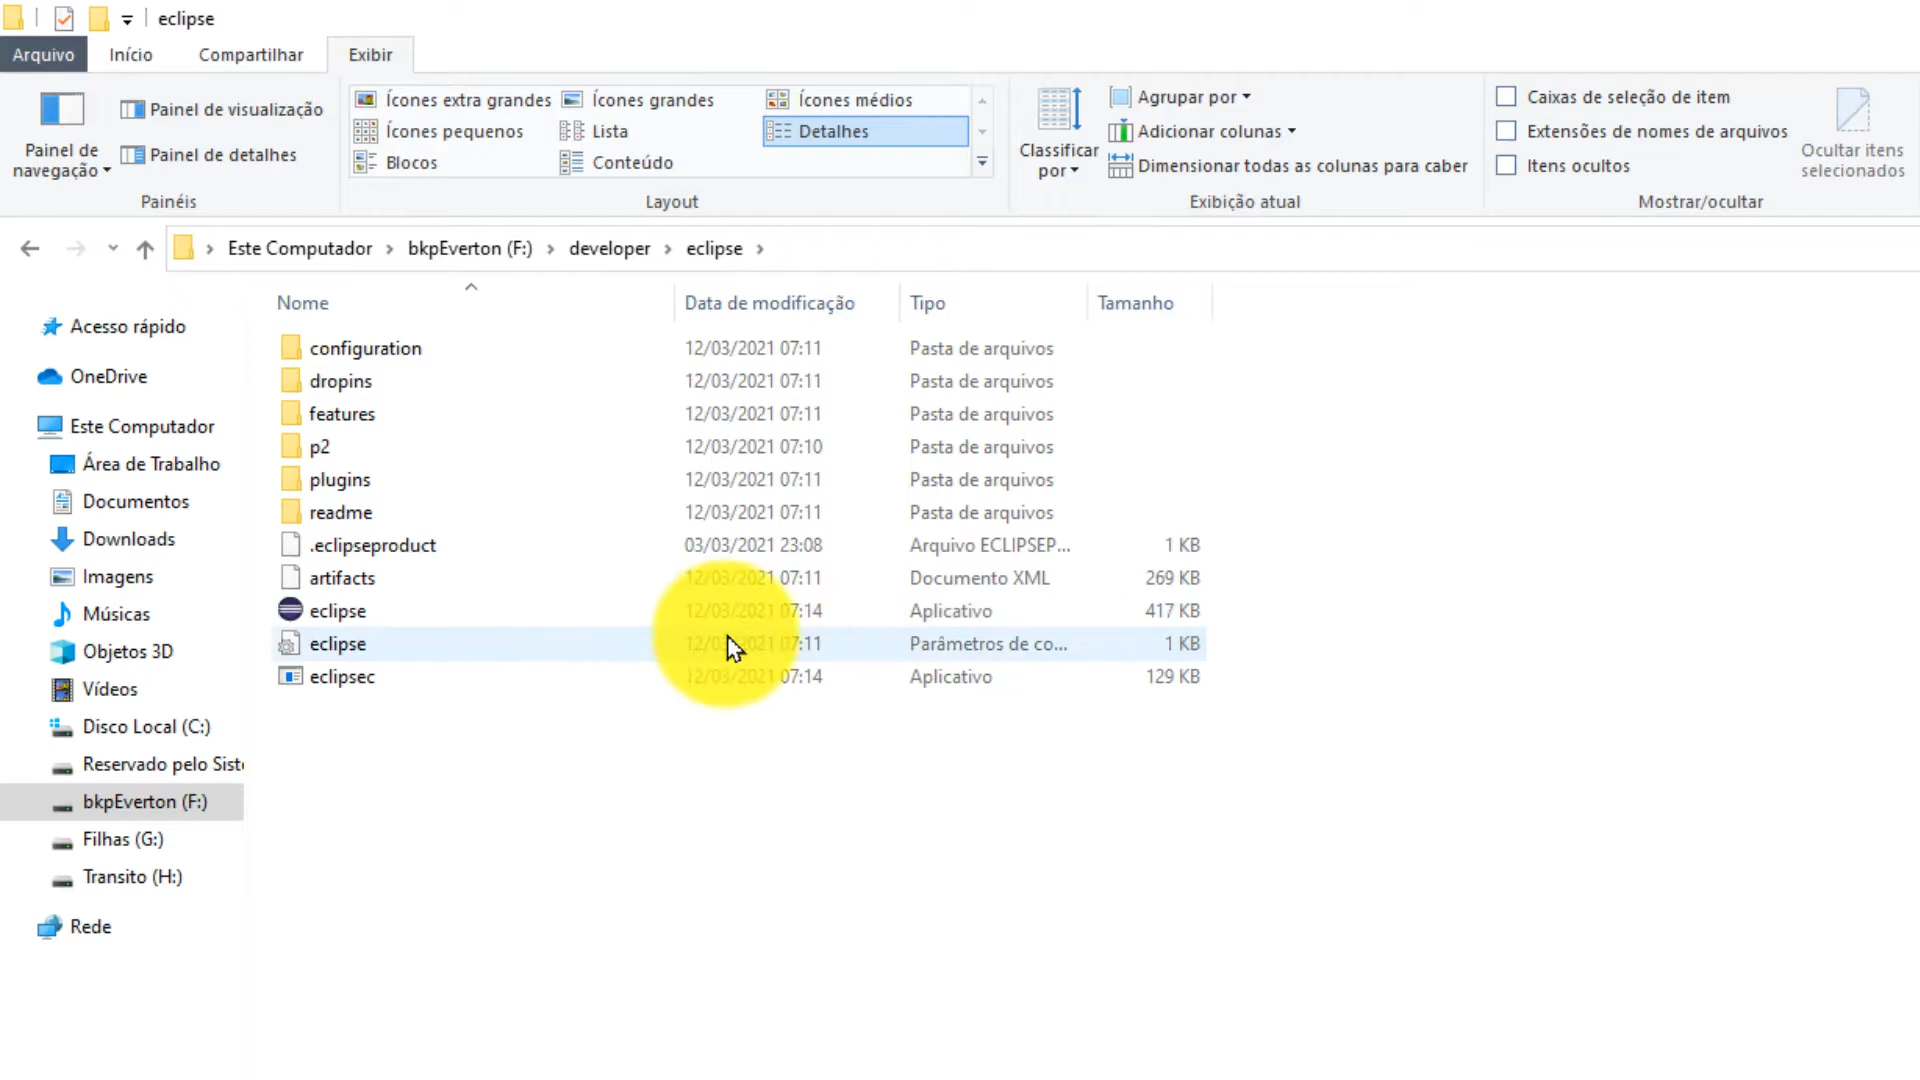 eclipse
Arquivo Início Compartilhar Exibir
Painel de navegação
Painel de visualização
Painel de detalhes
Painéis
Ícones extra grandes Ícones grandes Ícones médios
Ícones pequenos Lista Detalhes
Blocos Conteúdo
Layout
Classificar por
Agrupar por
Adicionar colunas
Dimensionar todas as colunas para caber
Exibição atual
Caixas de seleção de item
Extensões de nomes de arquivos
Itens ocultos
Ocultar itens selecionados
Mostrar/ocultar
Este Computador > bkpEverton (F:) > developer > eclipse >
Acesso rápido
OneDrive
Este Computador
Área de Trabalho
Documentos
Downloads
Imagens
Músicas
Objetos 3D
Vídeos
Disco Local (C:)
Reservado pelo Siste
bkpEverton (F:)
Filhas (G:)
Transito (H:)
Rede
Nome Data de modificação Tipo Tamanho
configuration 12/03/2021 07:11 Pasta de arquivos
dropins 12/03/2021 07:11 Pasta de arquivos
features 12/03/2021 07:11 Pasta de arquivos
p2 12/03/2021 07:10 Pasta de arquivos
plugins 12/03/2021 07:11 Pasta de arquivos
readme 12/03/2021 07:11 Pasta de arquivos
.eclipseproduct 03/03/2021 23:08 Arquivo ECLIPSEP... 1 KB
artifacts 12/03/2021 07:11 Documento XML 269 KB
eclipse 12/03/2021 07:14 Aplicativo 417 KB
eclipse 12/03/2021 07:11 Parâmetros de co... 1 KB
eclipsec 12/03/2021 07:14 Aplicativo 129 KB